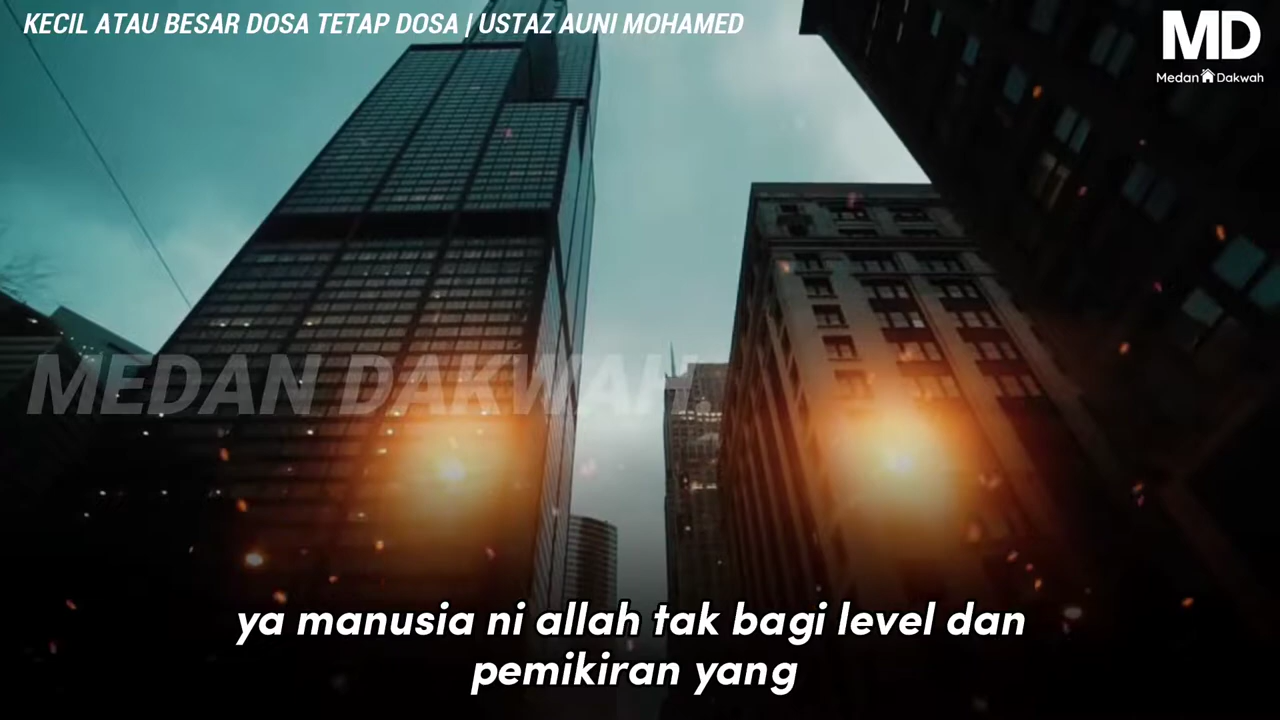 KECIL ATAU BESAR DOSA TETAP DOSA | USTAZ AUNI MOHAMED
MD
Medan Dakwah
MEDAN DAKWAH.
ya manusia ni allah tak bagi level dan
pemikiran yang